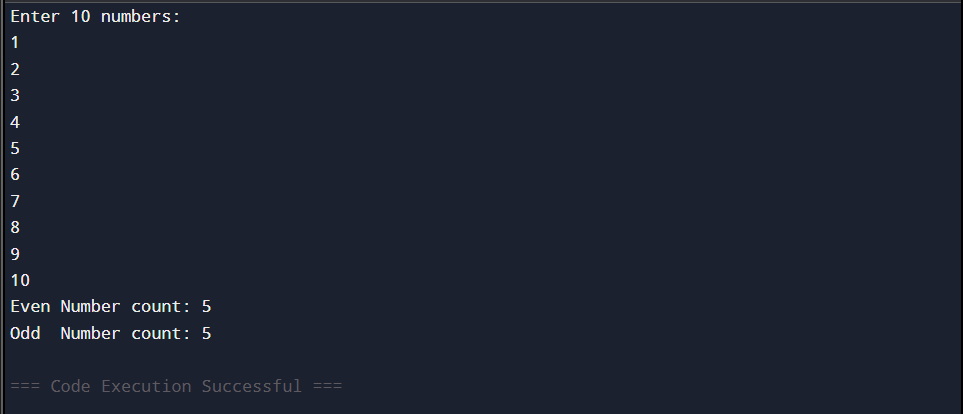 Enter 10 numbers:
1
2
3
4
5
6
7
8
9
10
Even Number count: 5
Odd  Number count: 5
=== Code Execution Successful ===